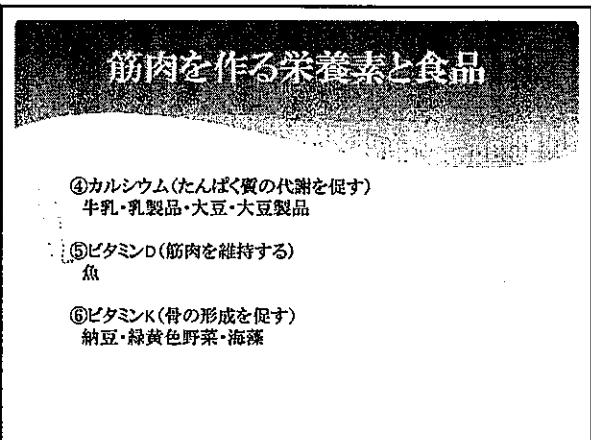 筋肉を作る栄養素と食品
④カルシウム(たんぱく質の代謝を促す)
牛乳・乳製品・大豆・大豆製品
⑤ビタミンD(筋肉を維持する)
魚
⑥ビタミンK(骨の形成を促す)
納豆・緑黄色野菜・海藻